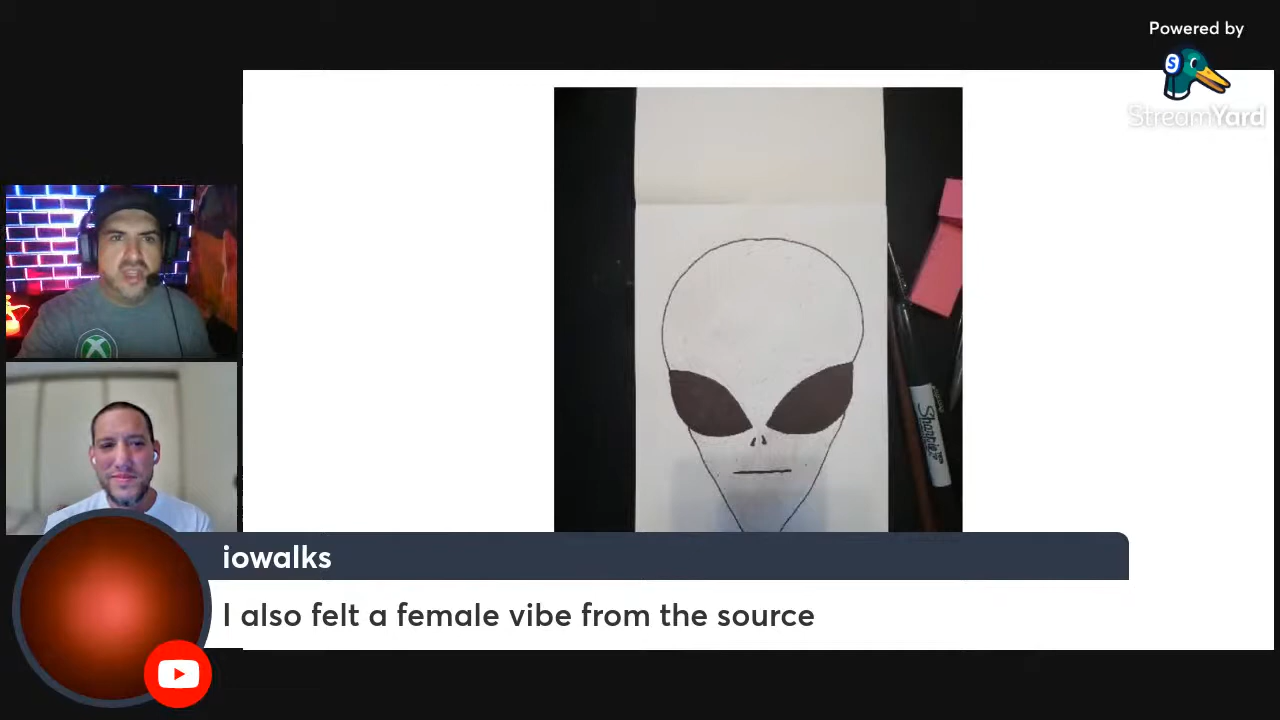 Powered by
StreamYard
Sharpie
iowalks
I also felt a female vibe from the source